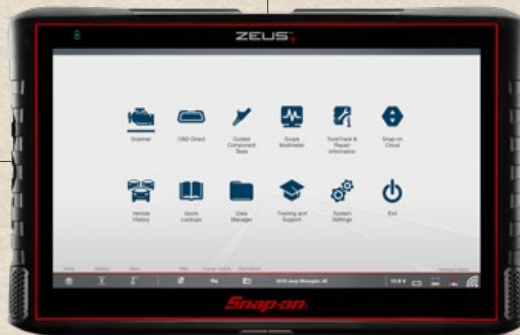 ZEUS+
Scanner
OBD Direct
Guided Component Tests
Scope Multimeter
SureTrack & Repair Information
Snap-on Cloud
Vehicle History
Quick Lookups
Data Manager
Training and Support
System Settings
Exit
Snap-on